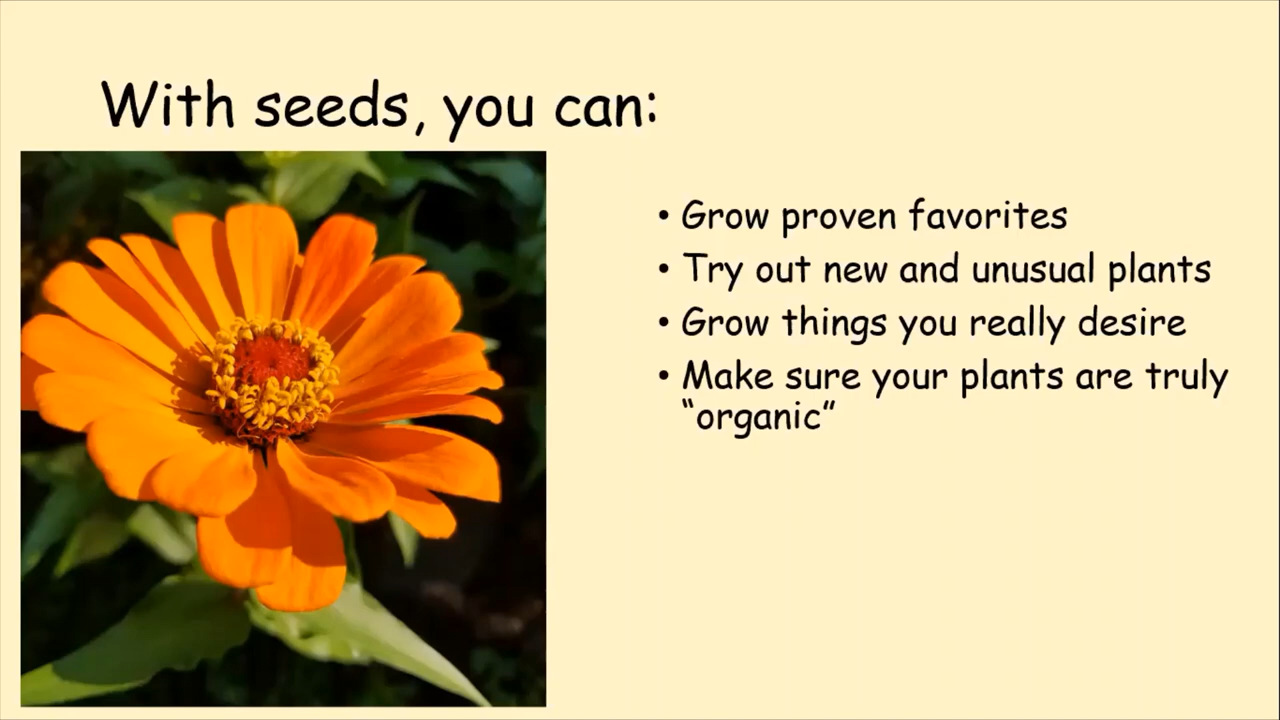 With seeds, you can:
• Grow proven favorites
• Try out new and unusual plants
• Grow things you really desire
• Make sure your plants are truly
“organic”